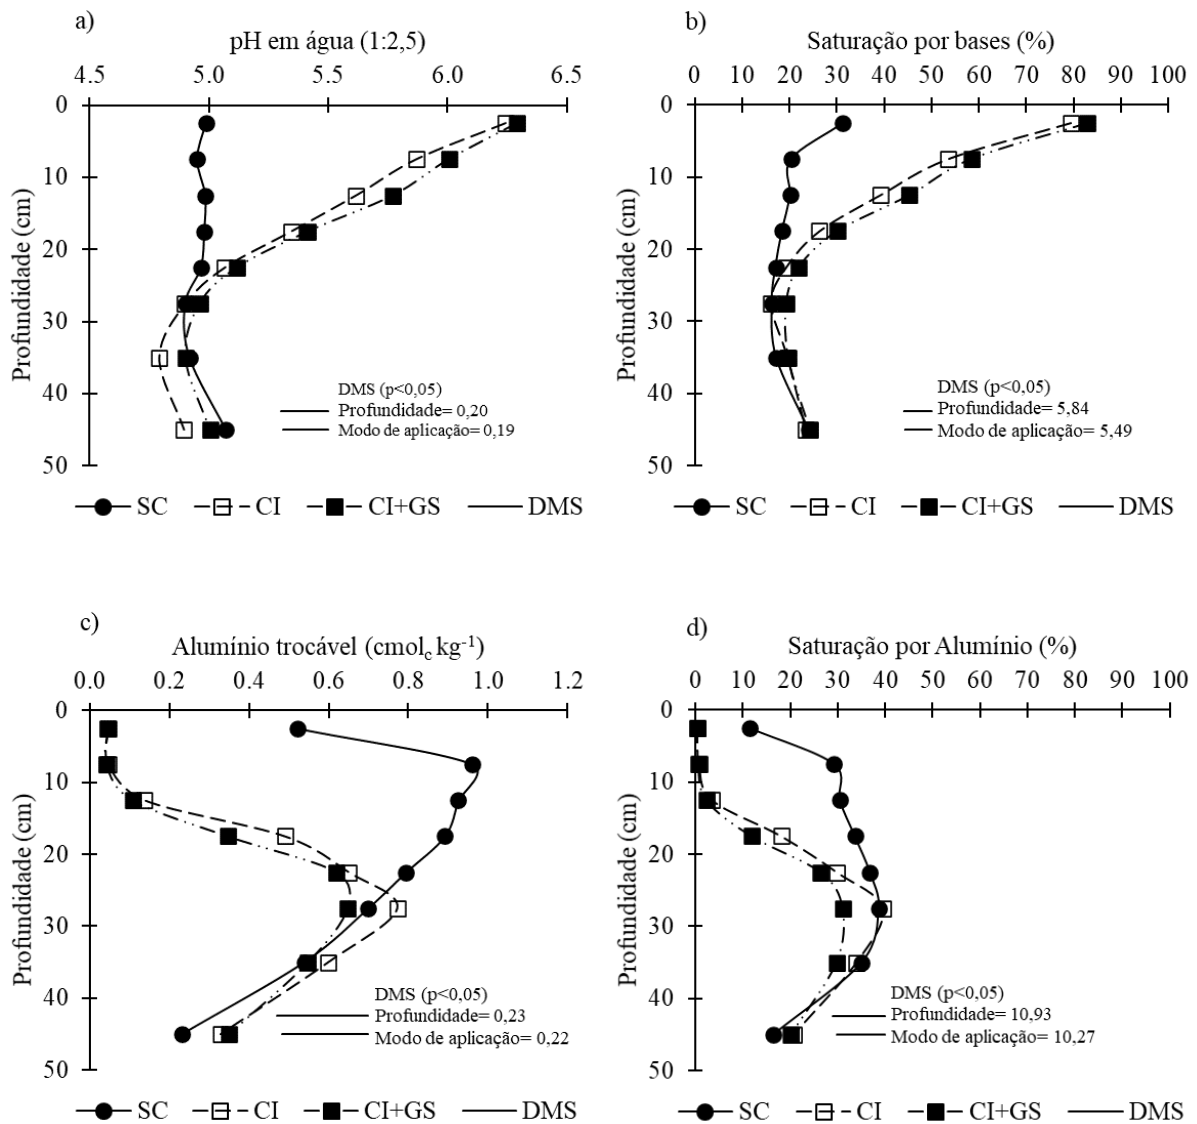 a)
pH em água (1:2,5)
4.5 5.0 5.5 6.0 6.5
0
10
20
30
40
50
Profundidade (cm)
DMS (p<0,05)
Profundidade= 0,20
Modo de aplicação= 0,19
SC CI CI+GS DMS
b)
Saturação por bases (%)
0 10 20 30 40 50 60 70 80 90 100
0
10
20
30
40
50
Profundidade (cm)
DMS (p<0,05)
Profundidade= 5,84
Modo de aplicação= 5,49
SC CI CI+GS DMS
c)
Alumínio trocável (cmol_c kg⁻¹)
0.0 0.2 0.4 0.6 0.8 1.0 1.2
0
10
20
30
40
50
Profundidade (cm)
DMS (p<0,05)
Profundidade= 0,23
Modo de aplicação= 0,22
SC CI CI+GS DMS
d)
Saturação por Alumínio (%)
0 10 20 30 40 50 60 70 80 90 100
0
10
20
30
40
50
Profundidade (cm)
DMS (p<0,05)
Profundidade= 10,93
Modo de aplicação= 10,27
SC CI CI+GS DMS